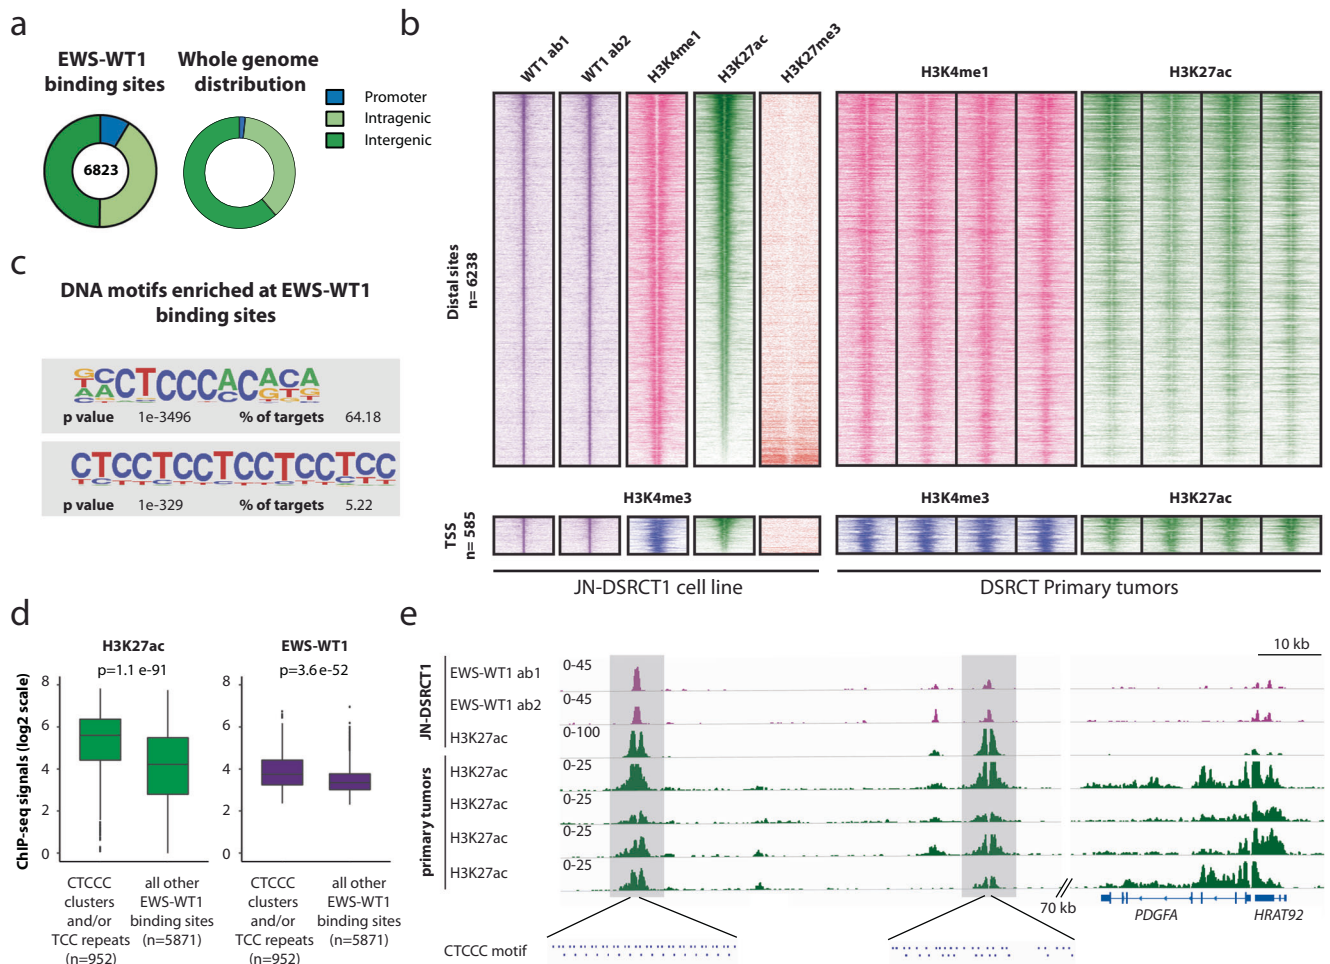 a
EWS-WT1
binding sites
Whole genome
distribution
6823
Promoter
Intragenic
Intergenic
b
WT1 ab1
WT1 ab2
H3K4me1
H3K27ac
H3K27me3
H3K4me1
H3K27ac
Distal sites
n= 6238
H3K4me3
H3K4me3
H3K27ac
TSS
n= 585
JN-DSRCT1 cell line
DSRCT Primary tumors
c
DNA motifs enriched at EWS-WT1
binding sites
CTCCCACACA
p value 1e-3496 % of targets 64.18
CTCCTCCTCCTCCTCC
p value 1e-329 % of targets 5.22
d
H3K27ac
p=1.1 e-91
EWS-WT1
p=3.6 e-52
ChIP-seq signals (log2 scale)
8
6
4
2
0
8
6
4
2
0
CTCCC
clusters
and/or
TCC repeats
(n=952)
all other
EWS-WT1
binding sites
(n=5871)
CTCCC
clusters
and/or
TCC repeats
(n=952)
all other
EWS-WT1
binding sites
(n=5871)
e
10 kb
JN-DSRCT1
EWS-WT1 ab1
0-45
EWS-WT1 ab2
0-45
H3K27ac
0-100
primary tumors
H3K27ac
0-25
H3K27ac
0-25
H3K27ac
0-25
H3K27ac
0-25
70 kb
PDGFA
HRAT92
CTCCC motif